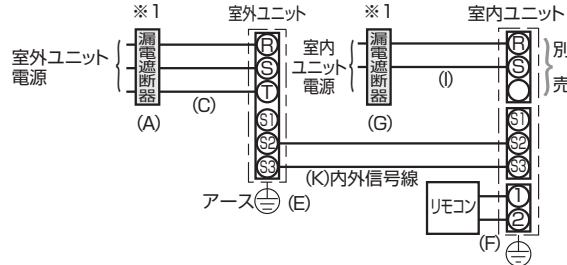 ※1
室外ユニット
※1
室内ユニット
室外ユニット
電源
漏電遮断器
R
S
T
S1
S2
S3
室内
ユニット
電源
漏電遮断器
R
S
別
売
(C)
(I)
(A)
(G)
S1
S2
S3
(K)内外信号線
アース
(E)
リモコン
1
2
(F)